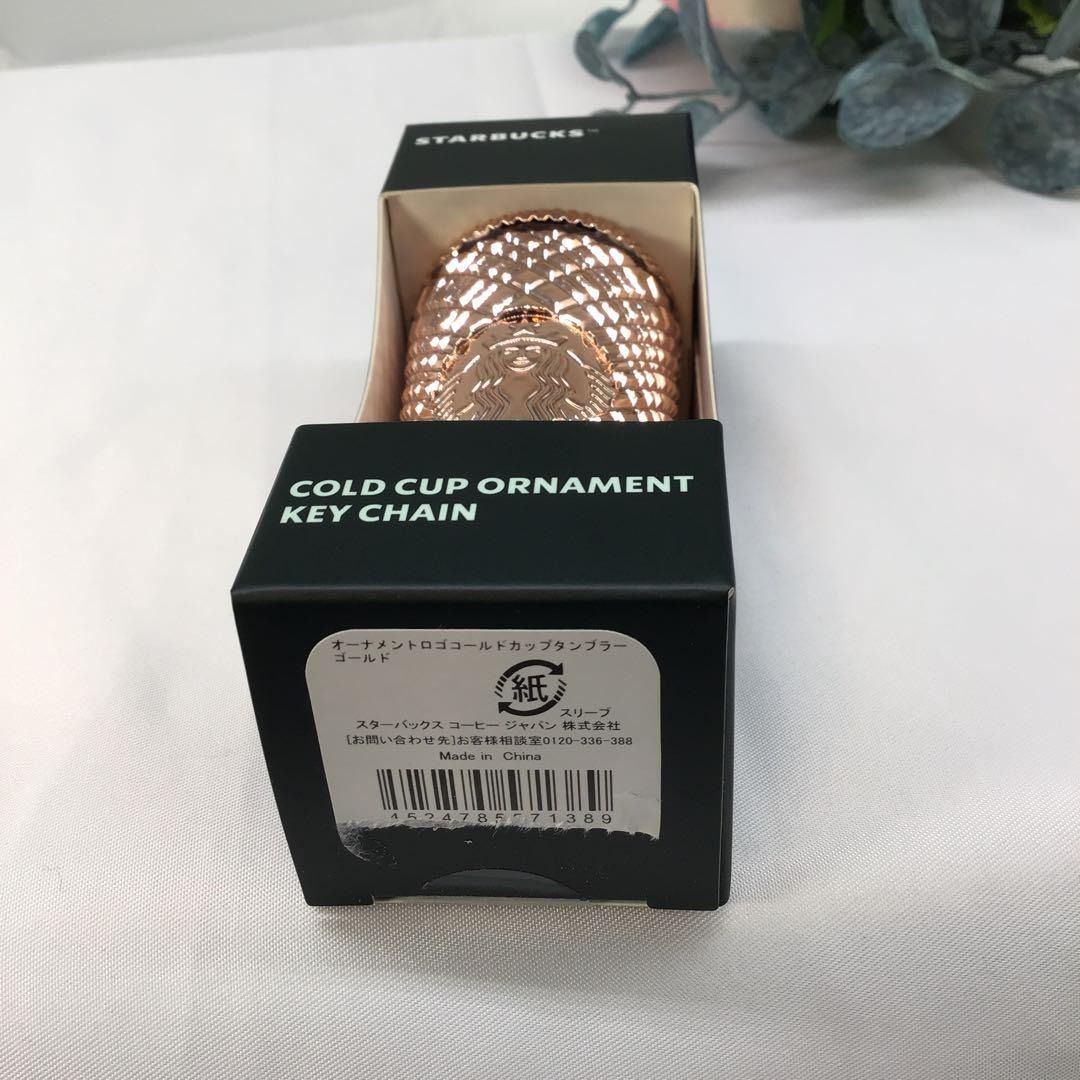 STARBUCKS™
COLD CUP ORNAMENT
KEY CHAIN
オーナメントロゴコールドカップタンブラー
ゴールド
紙
スリーブ
スターバックス コーヒー ジャパン 株式会社
[お問い合わせ先]お客様相談室0120-336-388
Made in China